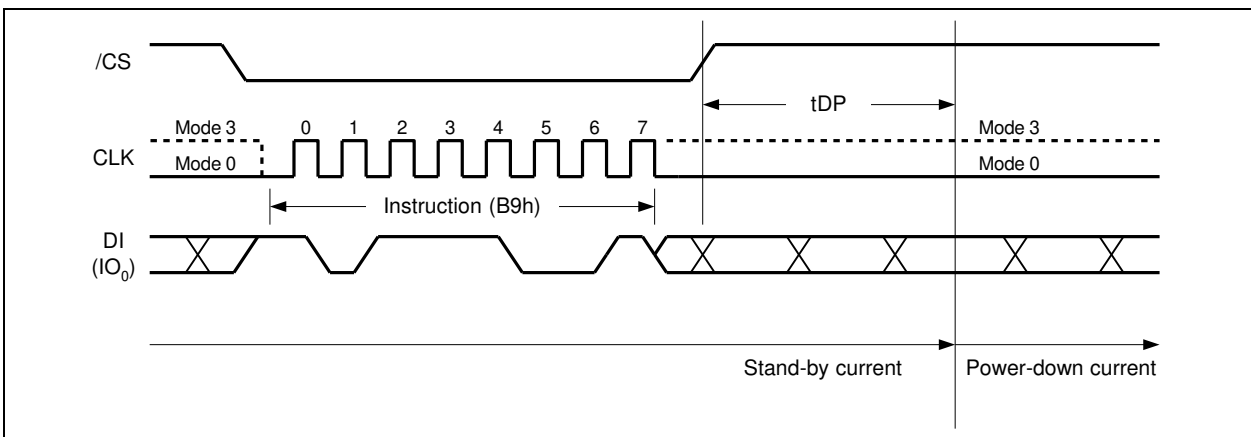 /CS
tDP
Mode 3 0 1 2 3 4 5 6 7 Mode 3
CLK
Mode 0 Mode 0
Instruction (B9h)
DI
(IO0)
Stand-by current Power-down current